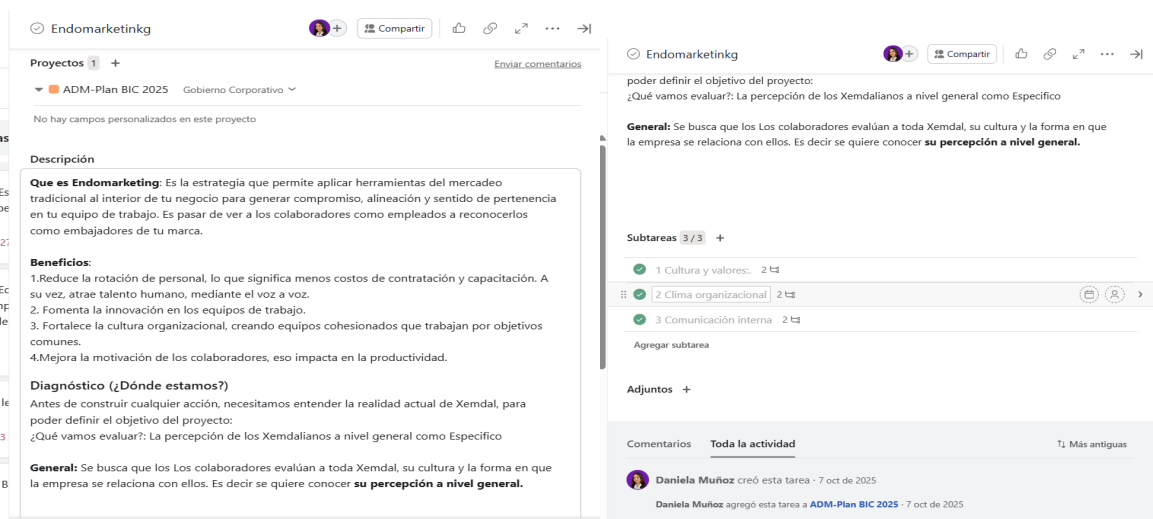 Endomarketinkg
Compartir
Proyectos 1 +
Enviar comentarios
ADM-Plan BIC 2025 Gobierno Corporativo
No hay campos personalizados en este proyecto
Descripción
Que es Endomarketing: Es la estrategia que permite aplicar herramientas del mercadeo
tradicional al interior de tu negocio para generar compromiso, alineación y sentido de pertenencia
en tu equipo de trabajo. Es pasar de ver a los colaboradores como empleados a reconocerlos
como embajadores de tu marca.
Beneficios:
1.Reduce la rotación de personal, lo que significa menos costos de contratación y capacitación. A
su vez, atrae talento humano, mediante el voz a voz.
2. Fomenta la innovación en los equipos de trabajo.
3. Fortalece la cultura organizacional, creando equipos cohesionados que trabajan por objetivos
comunes.
4.Mejora la motivación de los colaboradores, eso impacta en la productividad.
Diagnóstico (¿Dónde estamos?)
Antes de construir cualquier acción, necesitamos entender la realidad actual de Xemdal, para
poder definir el objetivo del proyecto:
¿Qué vamos evaluar?: La percepción de los Xemdalianos a nivel general como Especifico
General: Se busca que los Los colaboradores evalúan a toda Xemdal, su cultura y la forma en que
la empresa se relaciona con ellos. Es decir se quiere conocer su percepción a nivel general.
Endomarketinkg
Compartir
poder definir el objetivo del proyecto:
¿Qué vamos evaluar?: La percepción de los Xemdalianos a nivel general como Especifico
General: Se busca que los Los colaboradores evalúan a toda Xemdal, su cultura y la forma en que
la empresa se relaciona con ellos. Es decir se quiere conocer su percepción a nivel general.
Subtareas 3 / 3 +
1 Cultura y valores:. 2
2 Clima organizacional 2
3 Comunicación interna 2
Agregar subtarea
Adjuntos +
Comentarios Toda la actividad
↑↓ Más antiguas
Daniela Muñoz creó esta tarea · 7 oct de 2025
Daniela Muñoz agregó esta tarea a ADM-Plan BIC 2025 · 7 oct de 2025